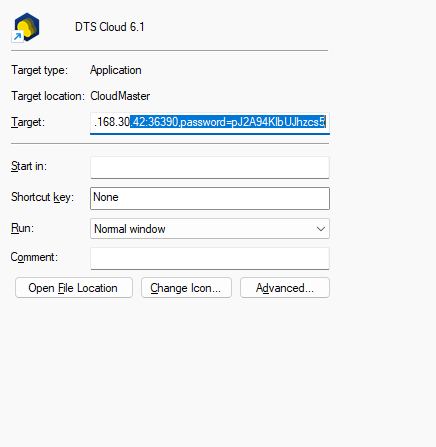 DTS Cloud 6.1
Target type: Application
Target location: CloudMaster
Target: .168.30.42:36390,password=pJ2A94KlbUJhzcs5
Start in:
Shortcut key: None
Run: Normal window
Comment:
Open File Location Change Icon... Advanced...